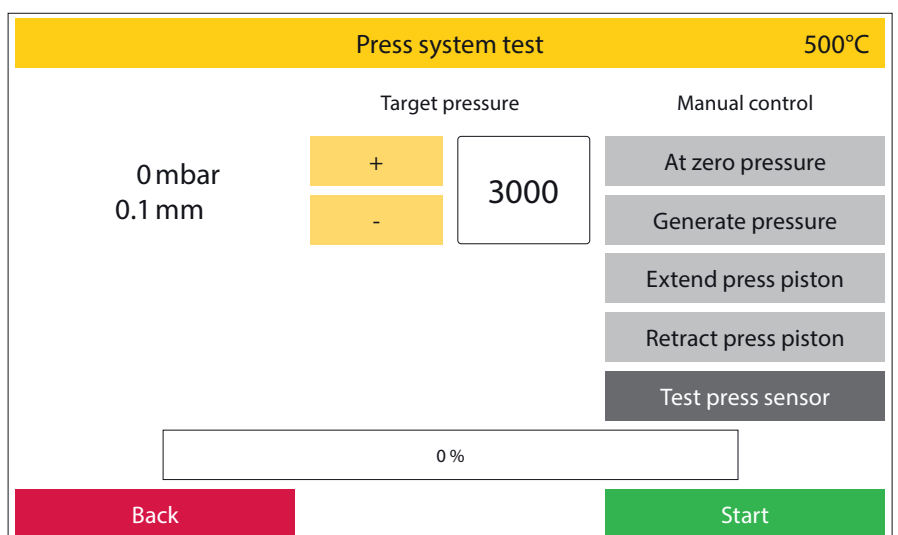 Press system test 500°C
Target pressure Manual control
0 mbar
0.1 mm
+
-
3000
At zero pressure
Generate pressure
Extend press piston
Retract press piston
Test press sensor
0 %
Back Start